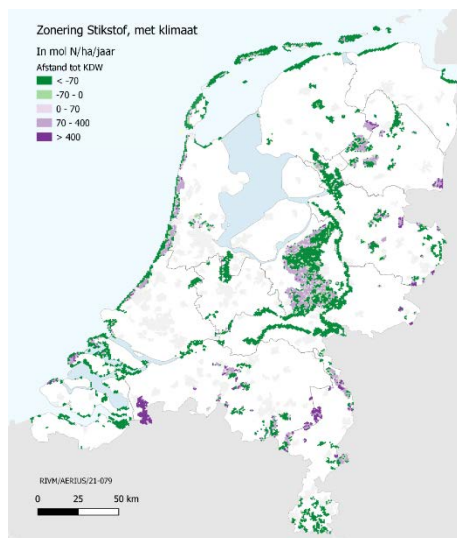 Zonering Stikstof, met klimaat
In mol N/ha/jaar
Afstand tot KDW
< -70
-70 - 0
0 - 70
70 - 400
> 400
RIVM/AERIUS/21-079
0 25 50 km